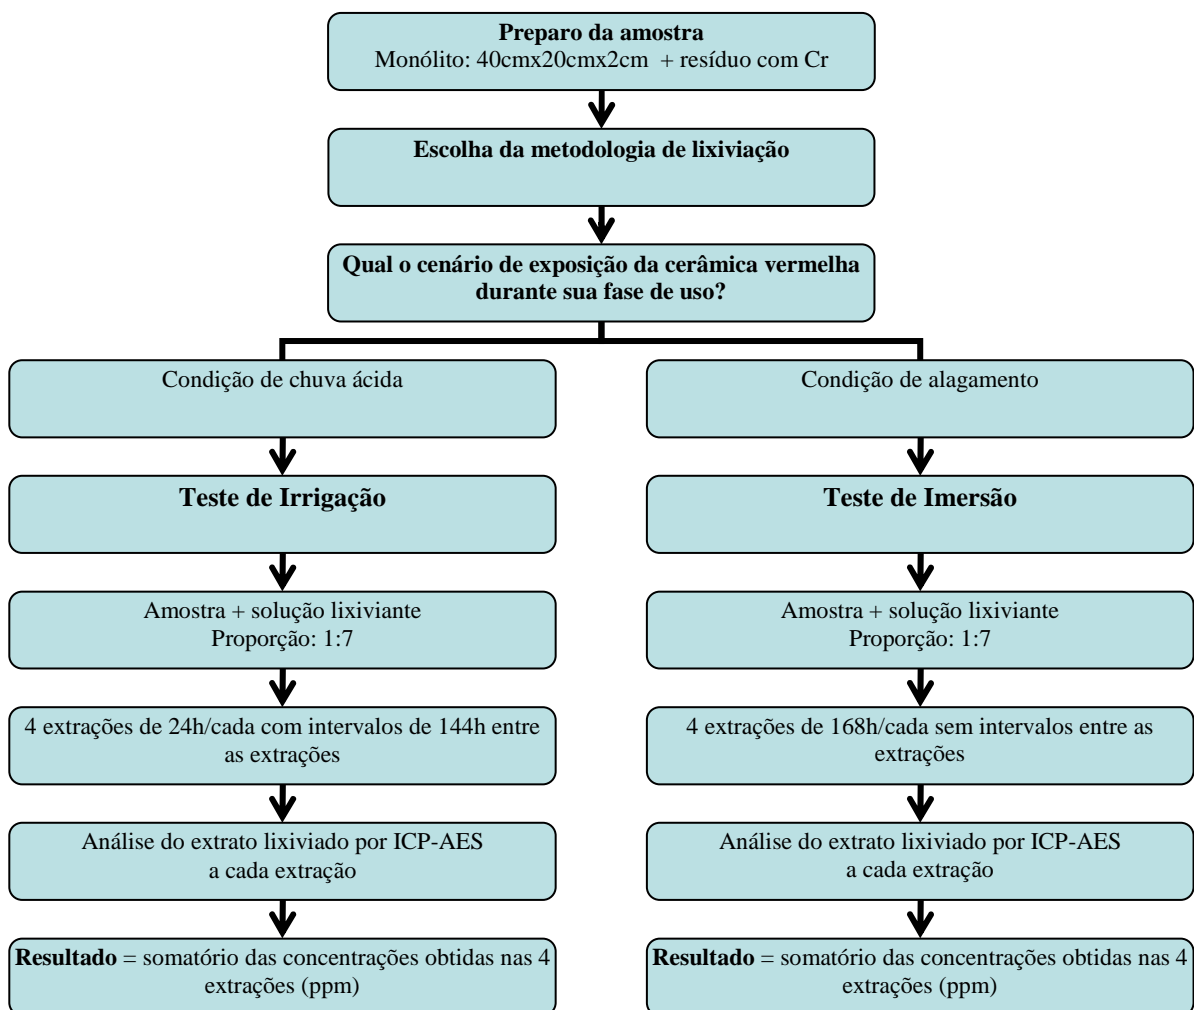 Preparo da amostra
Monólito: 40cmx20cmx2cm + resíduo com Cr
Escolha da metodologia de lixiviação
Qual o cenário de exposição da cerâmica vermelha
durante sua fase de uso?
Condição de chuva ácida
Condição de alagamento
Teste de Irrigação
Teste de Imersão
Amostra + solução lixiviante
Proporção: 1:7
Amostra + solução lixiviante
Proporção: 1:7
4 extrações de 24h/cada com intervalos de 144h entre
as extrações
4 extrações de 168h/cada sem intervalos entre as
extrações
Análise do extrato lixiviado por ICP-AES
a cada extração
Análise do extrato lixiviado por ICP-AES
a cada extração
Resultado = somatório das concentrações obtidas nas 4
extrações (ppm)
Resultado = somatório das concentrações obtidas nas 4
extrações (ppm)